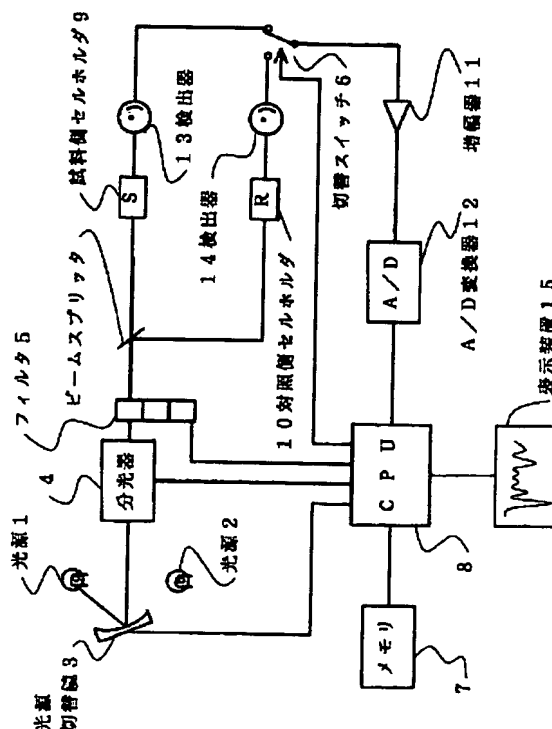 光源1
光源2
光源
切替鏡3
分光器
4
フィルタ5
ビームスプリッタ
試料側セルホルダ9
S
13検出器
14検出器
R
10対照側セルホルダ
切替スイッチ6
増幅器11
A/D
A/D変換器12
CPU
8
メモリ
7
表示装置15